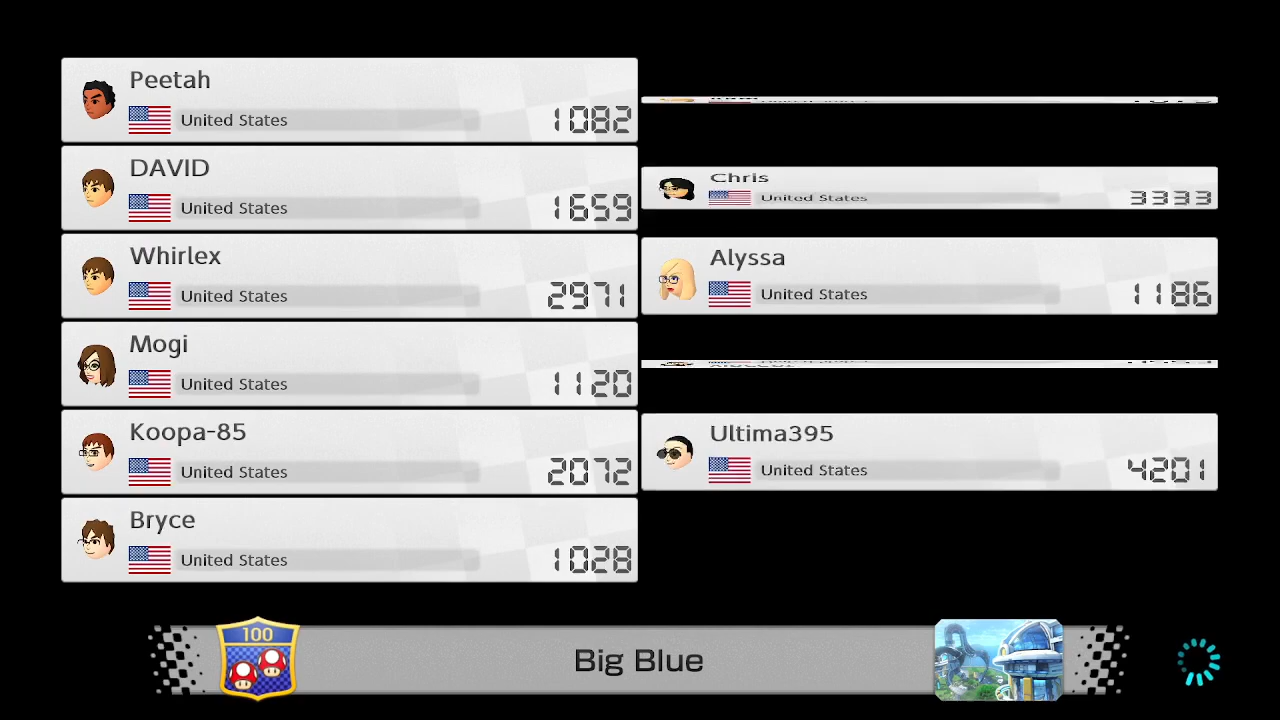 Peetah
United States 1082
DAVID
United States 1659
Whirlex
United States 2971
Mogi
United States 1120
Koopa-85
United States 2072
Bryce
United States 1028
Chris
United States 3333
Alyssa
United States 1186
Ultima395
United States 4201
100
Big Blue